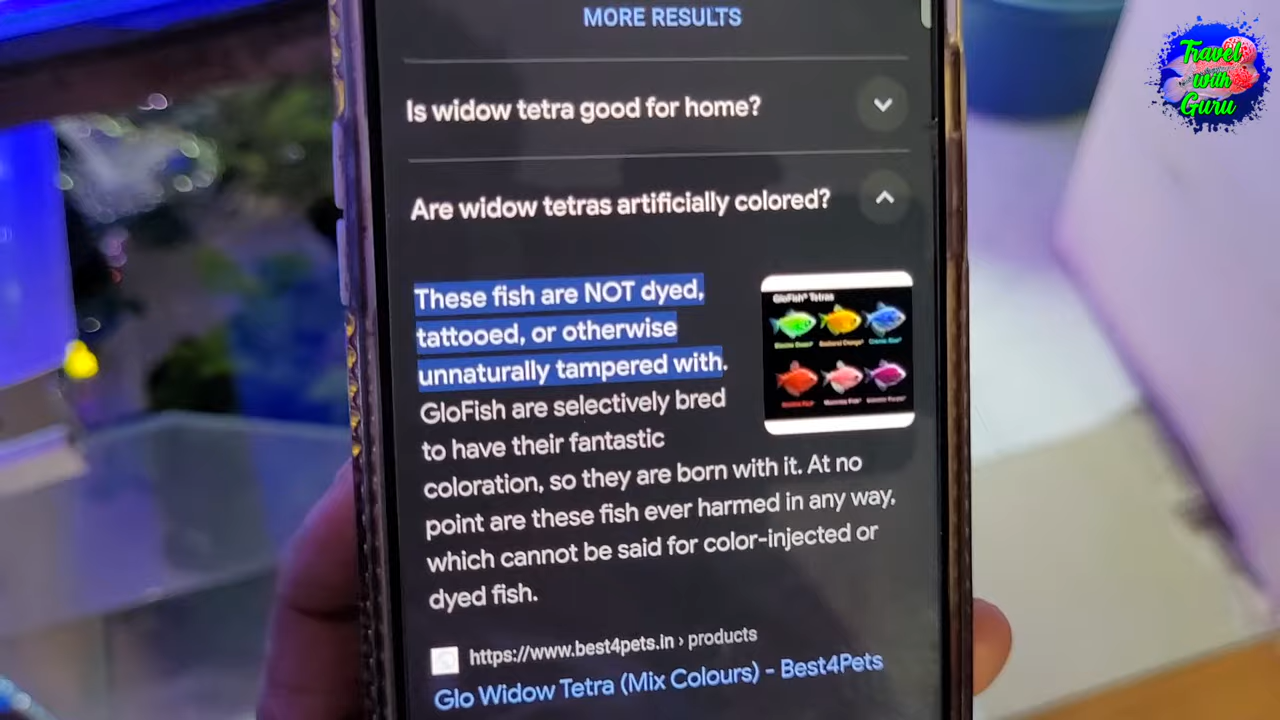 MORE RESULTS
Travel
With
Guru
Is widow tetra good for home?
Are widow tetras artificially colored?
These fish are NOT dyed,
tattooed, or otherwise
unnaturally tampered with.
GloFish are selectively bred
to have their fantastic
coloration, so they are born with it. At no
point are these fish ever harmed in any way,
which cannot be said for color-injected or
dyed fish.
GloFish® Tetras
https://www.best4pets.in › products
Glo Widow Tetra (Mix Colours) - Best4Pets